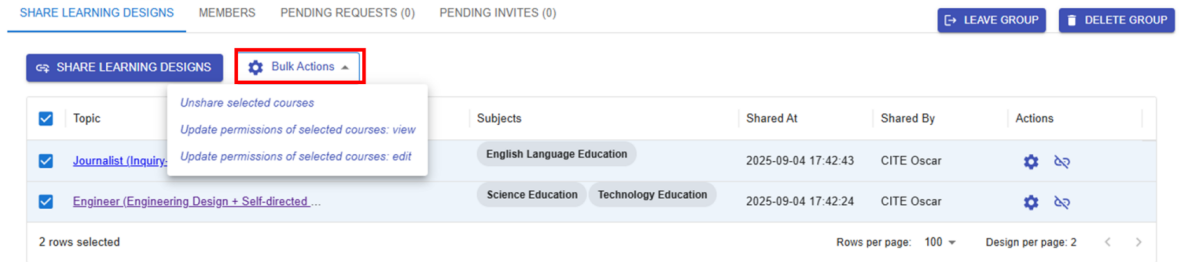 SHARE LEARNING DESIGNS MEMBERS PENDING REQUESTS (0) PENDING INVITES (0)
LEAVE GROUP DELETE GROUP
SHARE LEARNING DESIGNS Bulk Actions
Unshare selected courses
Update permissions of selected courses: view
Update permissions of selected courses: edit
Topic Subjects Shared At Shared By Actions
Journalist (Inquiry- English Language Education 2025-09-04 17:42:43 CITE Oscar
Engineer (Engineering Design + Self-directed ... Science Education Technology Education 2025-09-04 17:42:24 CITE Oscar
2 rows selected Rows per page: 100 Design per page: 2